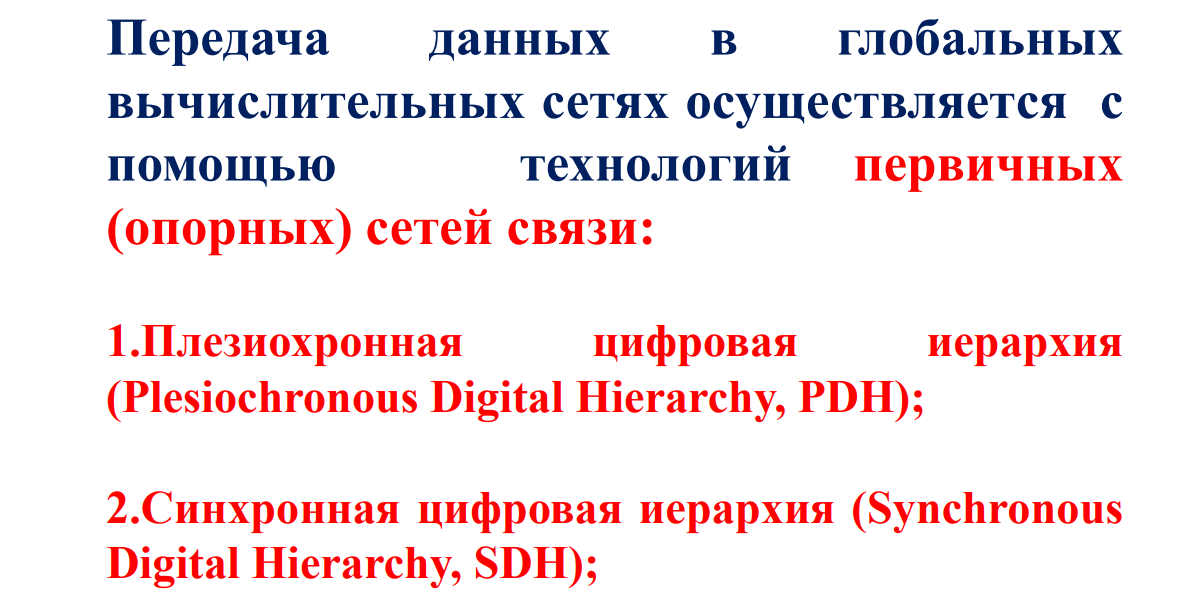 Передача данных в глобальных
вычислительных сетях осуществляется с
помощью технологий первичных
(опорных) сетей связи:
1.Плезиохронная цифровая иерархия
(Plesiochronous Digital Hierarchy, PDH);
2.Синхронная цифровая иерархия (Synchronous
Digital Hierarchy, SDH);